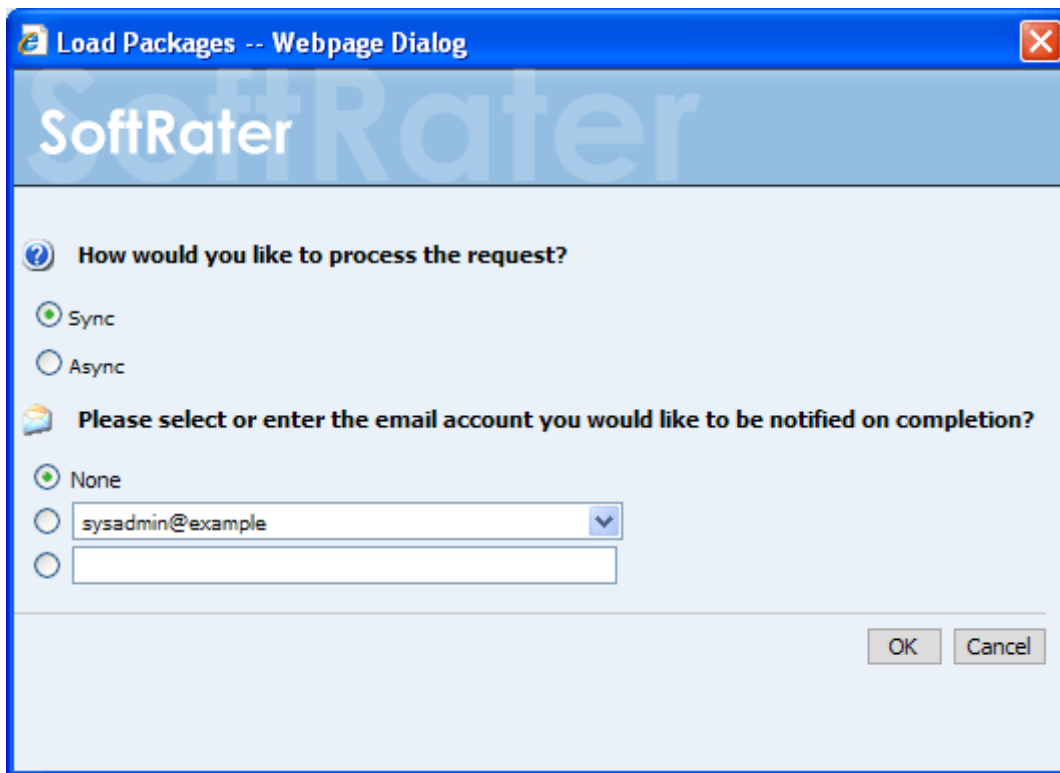 Load Packages -- Webpage Dialog
SoftRater
SoftRater
How would you like to process the request?
Sync
Async
Please select or enter the email account you would like to be notified on completion?
None
sysadmin@example
OK Cancel